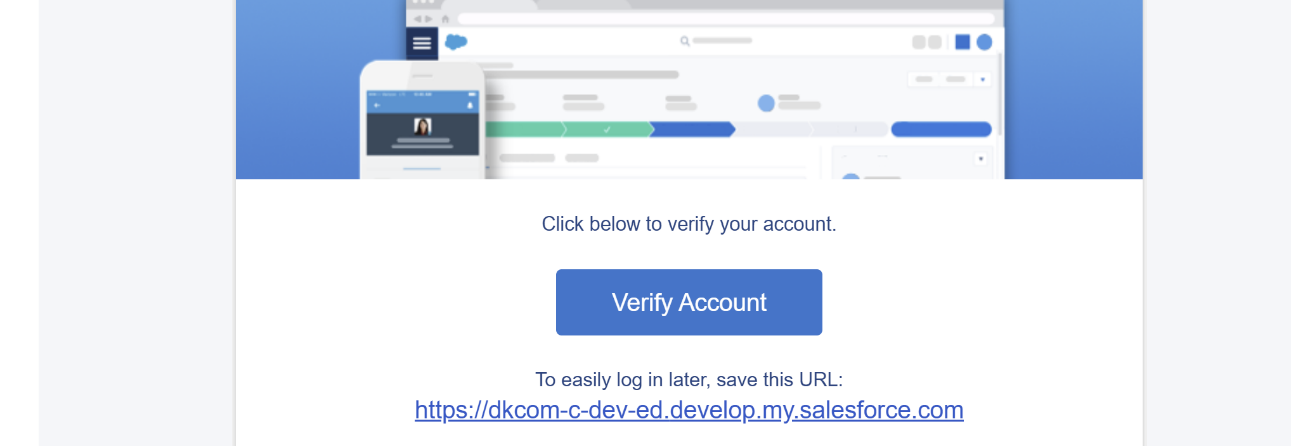 Click below to verify your account.
Verify Account
To easily log in later, save this URL:
https://dkcom-c-dev-ed.develop.my.salesforce.com